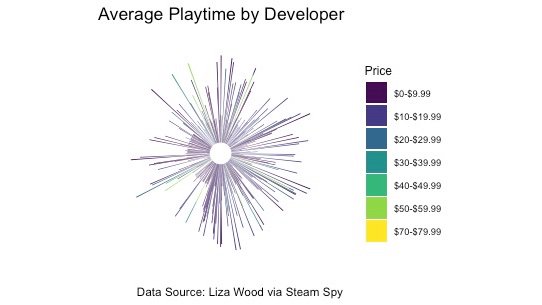 Average Playtime by Developer
Price
$0-$9.99
$10-$19.99
$20-$29.99
$30-$39.99
$40-$49.99
$50-$59.99
$70-$79.99
Data Source: Liza Wood via Steam Spy